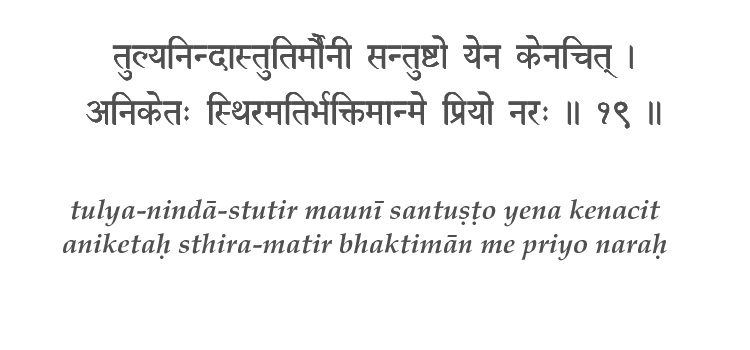 तुल्यनिन्दास्तुतिर्मौनी सन्तुष्टो येन केनचित् ।
अनिकेतः स्थिरमतिर्भक्तिमान्मे प्रियो नरः ॥ १९ ॥
tulya-nindā-stutir maunī santuṣṭo yena kenacit
aniketaḥ sthira-matir bhaktimān me priyo naraḥ